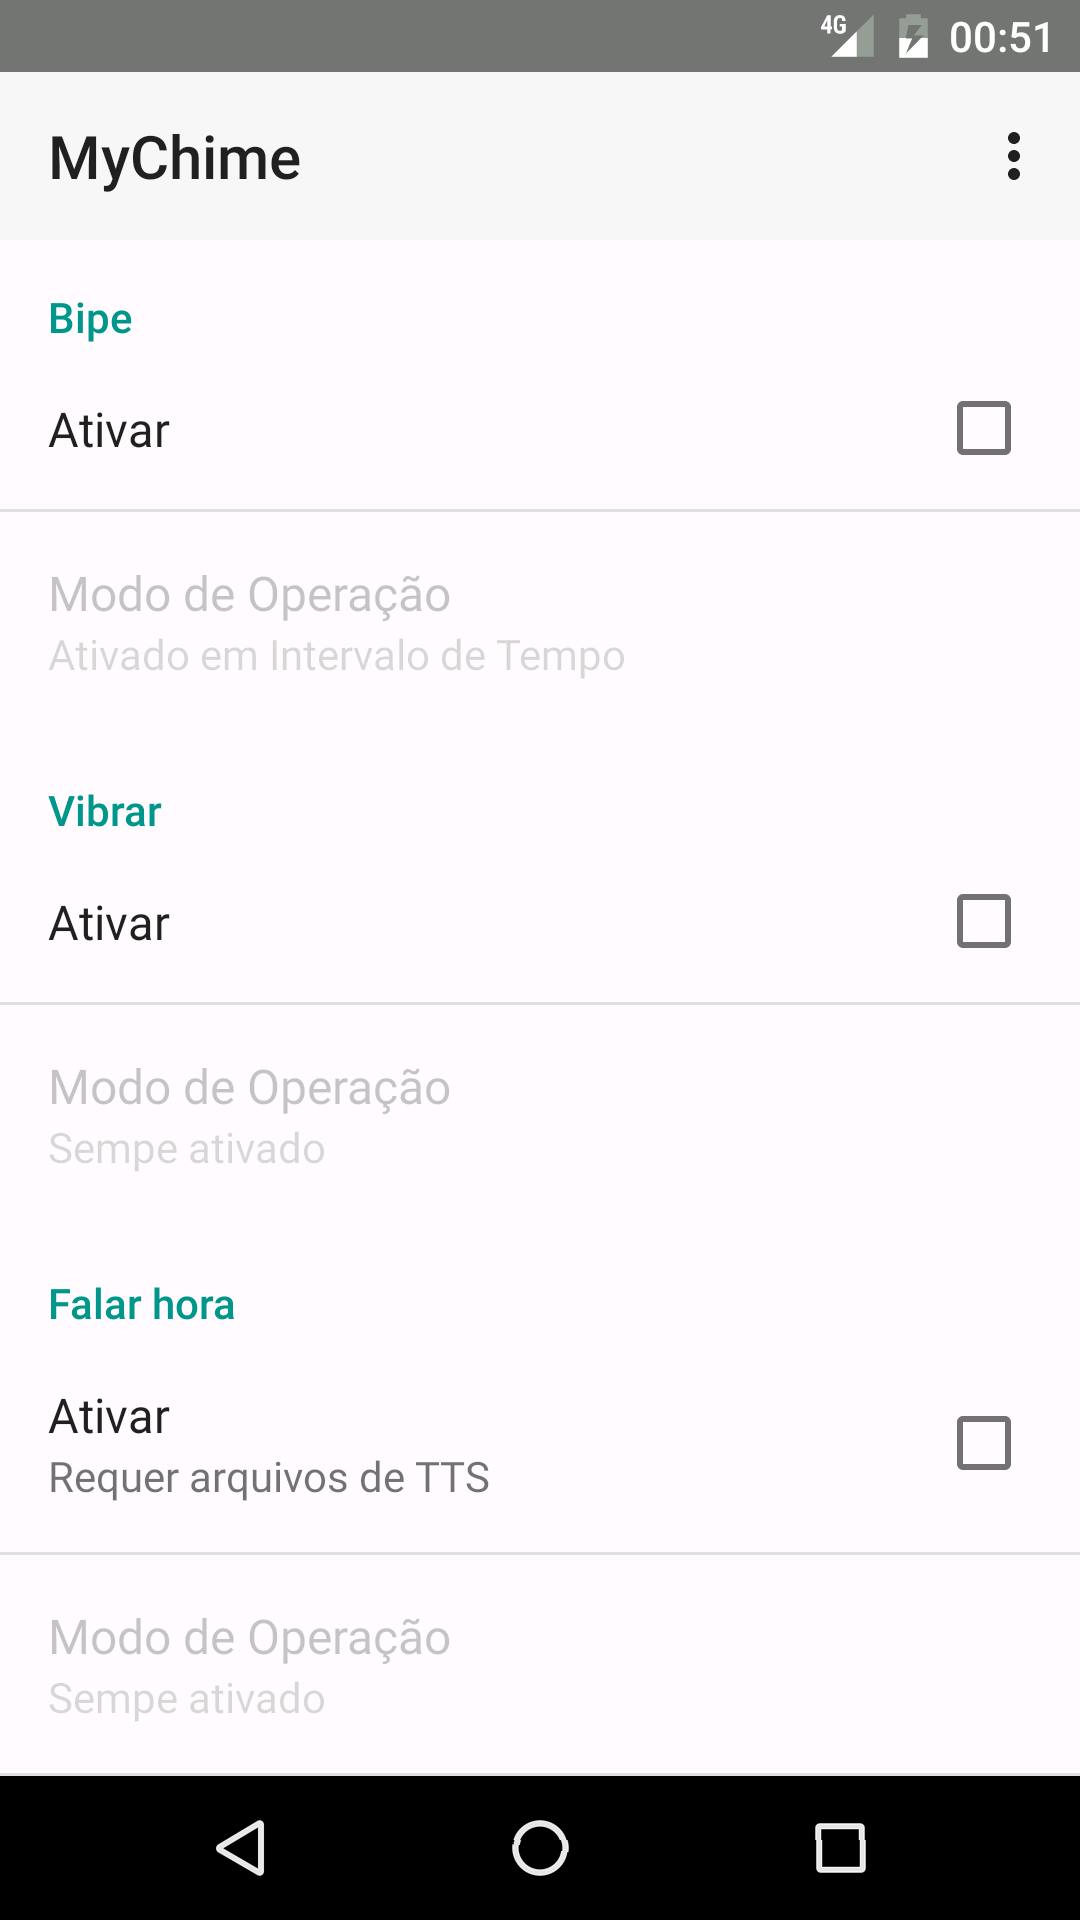 4G 00:51
MyChime
Bipe
Ativar
Modo de Operação
Ativado em Intervalo de Tempo
Vibrar
Ativar
Modo de Operação
Sempe ativado
Falar hora
Ativar
Requer arquivos de TTS
Modo de Operação
Sempe ativado